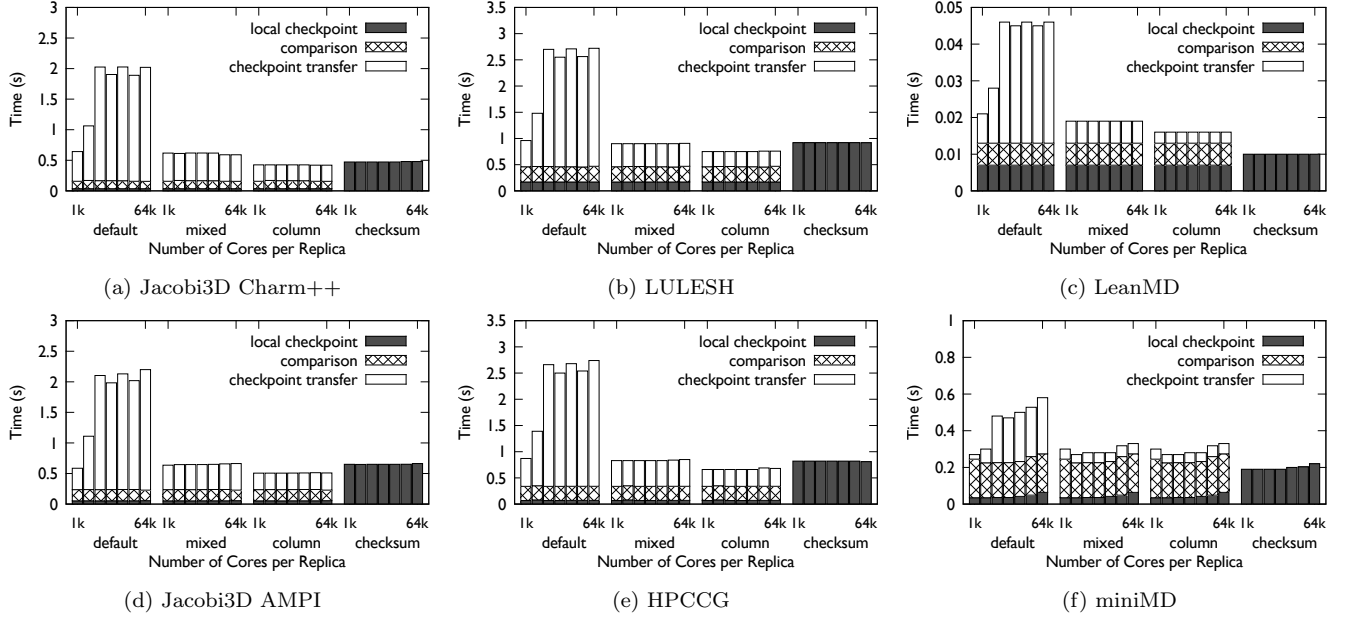 3
2.5
2
1.5
1
0.5
0
Time (s)
local checkpoint
comparison
checkpoint transfer
1k 64k 1k 64k 1k 64k 1k 64k
default mixed column checksum
Number of Cores per Replica
(a) Jacobi3D Charm++
3.5
3
2.5
2
1.5
1
0.5
0
Time (s)
local checkpoint
comparison
checkpoint transfer
1k 64k 1k 64k 1k 64k 1k 64k
default mixed column checksum
Number of Cores per Replica
(b) LULESH
0.05
0.04
0.03
0.02
0.01
0
Time (s)
local checkpoint
comparison
checkpoint transfer
1k 64k 1k 64k 1k 64k 1k 64k
default mixed column checksum
Number of Cores per Replica
(c) LeanMD
3
2.5
2
1.5
1
0.5
0
Time (s)
local checkpoint
comparison
checkpoint transfer
1k 64k 1k 64k 1k 64k 1k 64k
default mixed column checksum
Number of Cores per Replica
(d) Jacobi3D AMPI
3.5
3
2.5
2
1.5
1
0.5
0
Time (s)
local checkpoint
comparison
checkpoint transfer
1k 64k 1k 64k 1k 64k 1k 64k
default mixed column checksum
Number of Cores per Replica
(e) HPCCG
1
0.8
0.6
0.4
0.2
0
Time (s)
local checkpoint
comparison
checkpoint transfer
1k 64k 1k 64k 1k 64k 1k 64k
default mixed column checksum
Number of Cores per Replica
(f) miniMD